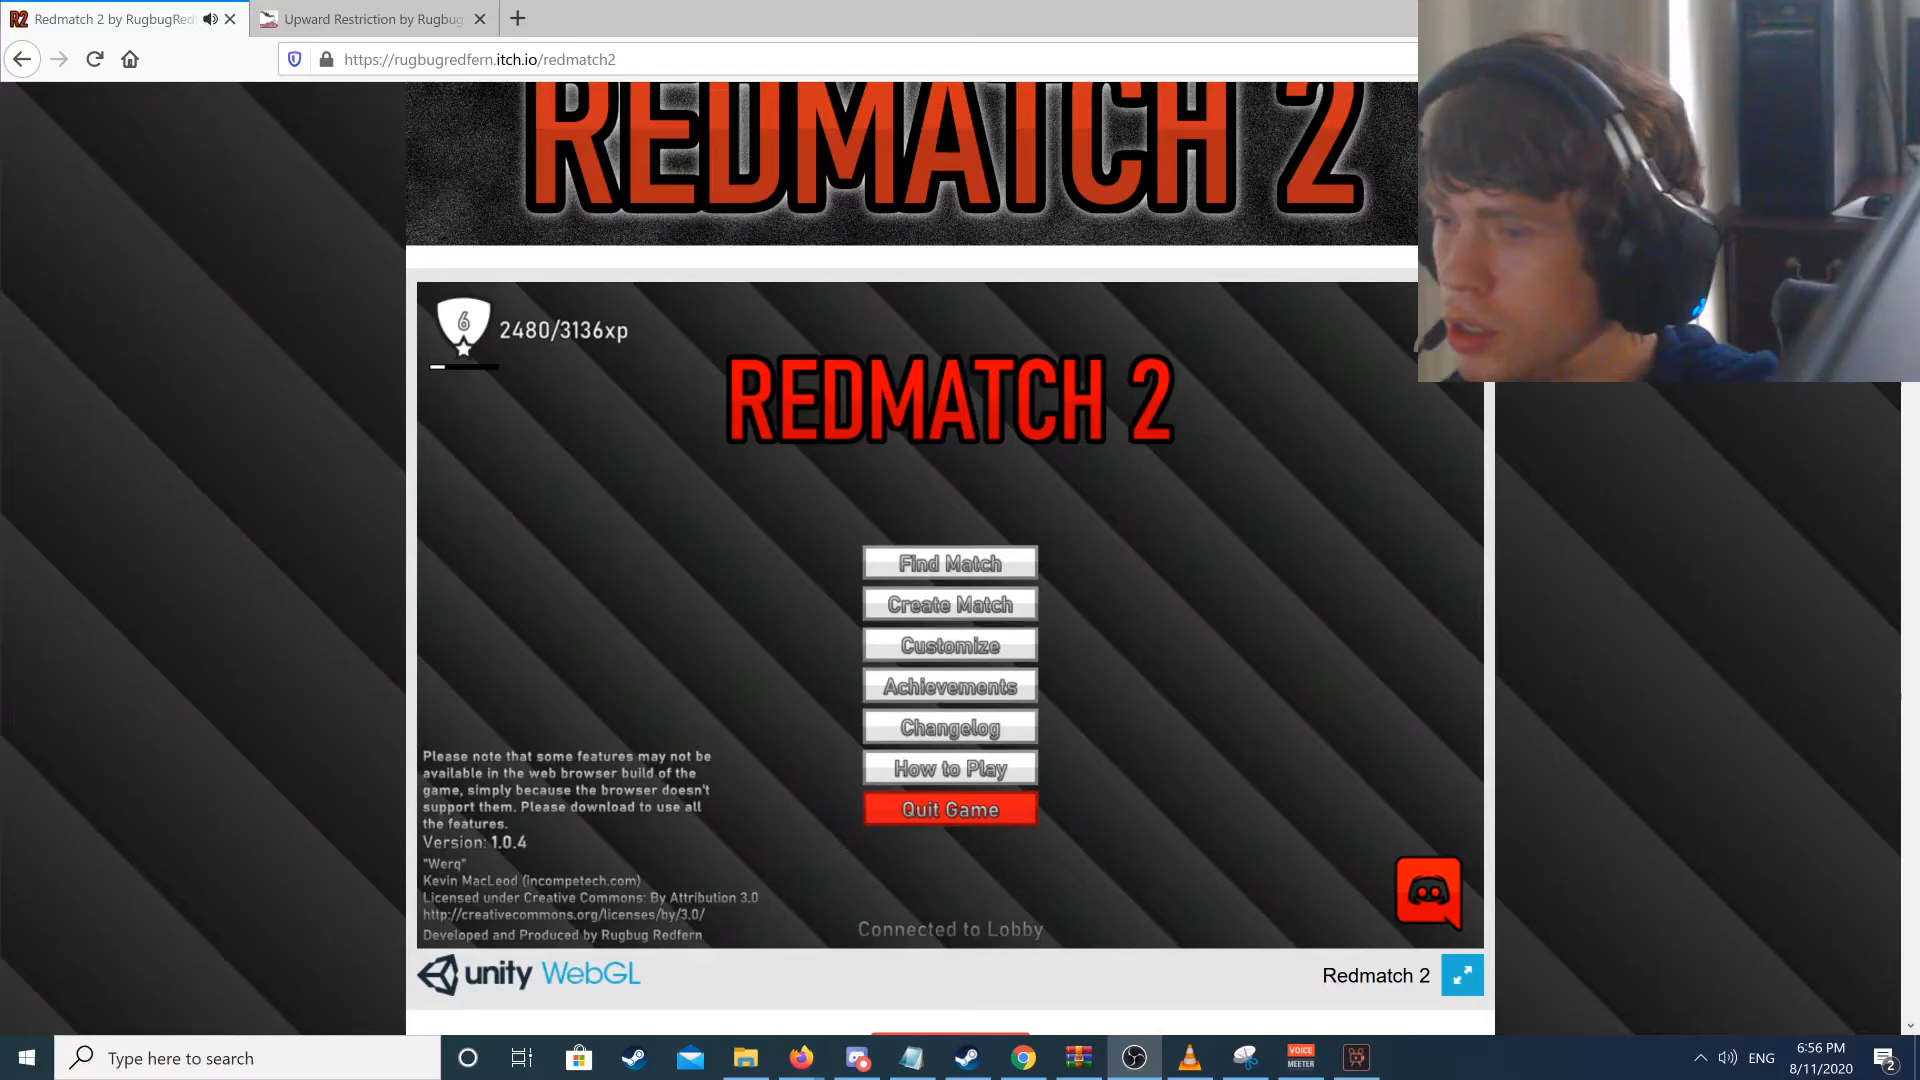 Redmatch 2 by RugbugRed
Upward Restriction by Rugbug
https://rugbugredfern.itch.io/redmatch2
REDMATCH 2
6
2480/3136xp
REDMATCH 2
Find Match
Create Match
Customize
Achievements
Changelog
How to Play
Quit Game
Please note that some features may not be
available in the web browser build of the
game, simply because the browser doesn't
support them. Please download to use all
the features.
Version: 1.0.4
"Werq"
Kevin MacLeod (incompetech.com)
Licensed under Creative Commons: By Attribution 3.0
http://creativecommons.org/licenses/by/3.0/
Developed and Produced by Rugbug Redfern
Connected to Lobby
unity WebGL
Redmatch 2
Type here to search
VOICE
MEETER
ENG
6:56 PM
8/11/2020
2